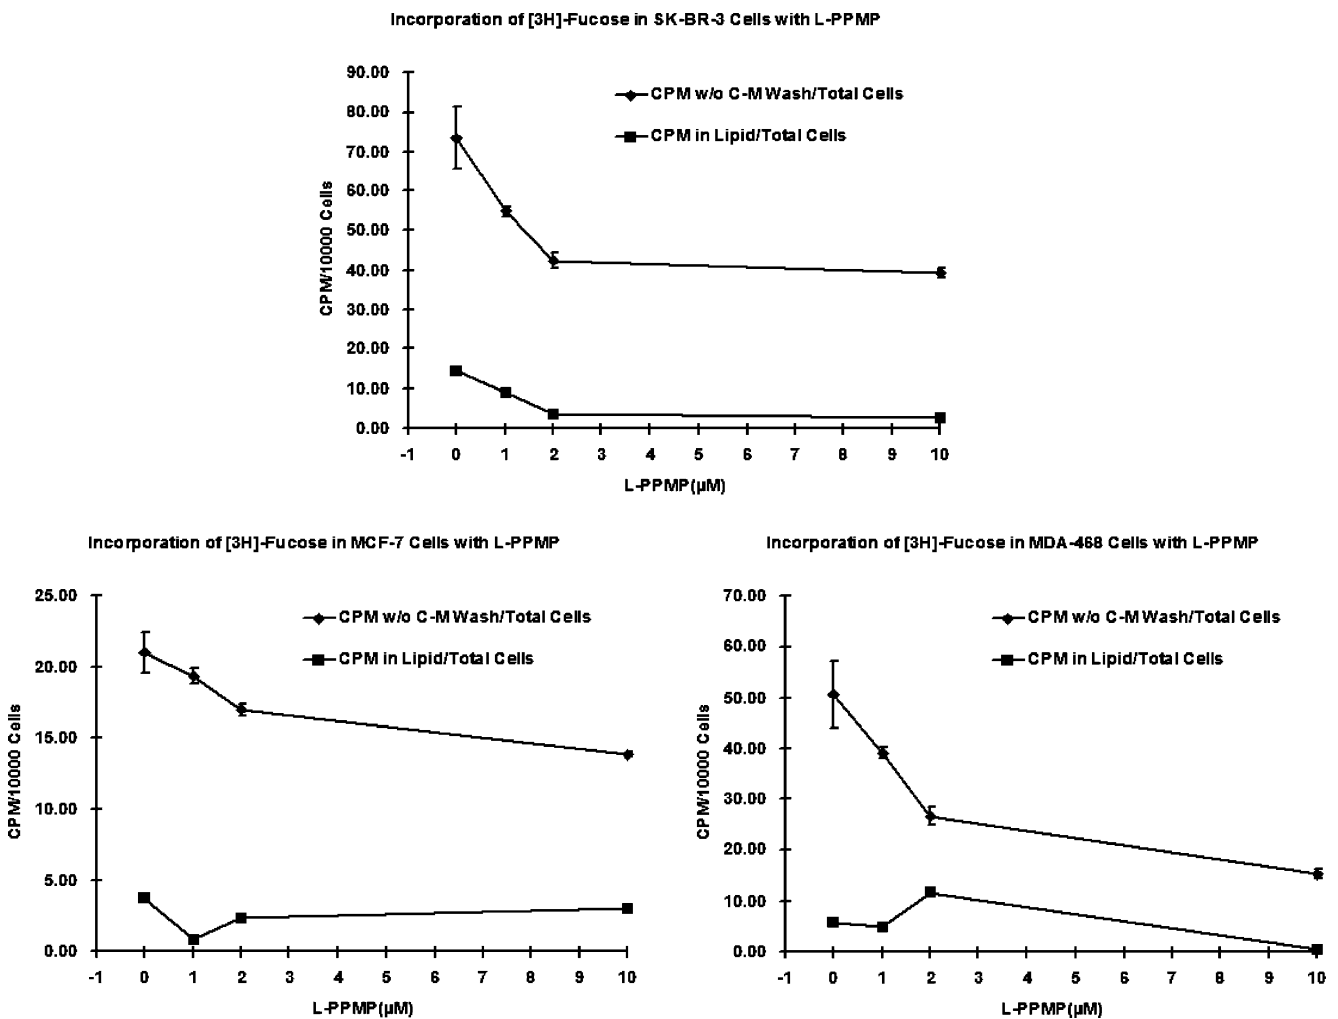 Incorporation of [3H]-Fucose in SK-BR-3 Cells with L-PPMP
CPM w/o C-M Wash/Total Cells
CPM in Lipid/Total Cells
CPM/10000 Cells
90.00
80.00
70.00
60.00
50.00
40.00
30.00
20.00
10.00
0.00
-1 0 1 2 3 4 5 6 7 8 9 10
L-PPMP(µM)
Incorporation of [3H]-Fucose in MCF-7 Cells with L-PPMP
CPM w/o C-M Wash/Total Cells
CPM in Lipid/Total Cells
CPM/10000 Cells
25.00
20.00
15.00
10.00
5.00
0.00
-1 0 1 2 3 4 5 6 7 8 9 10
L-PPMP(µM)
Incorporation of [3H]-Fucose in MDA-468 Cells with L-PPMP
CPM w/o C-M Wash/Total Cells
CPM in Lipid/Total Cells
CPM/10000 Cells
70.00
60.00
50.00
40.00
30.00
20.00
10.00
0.00
-1 0 1 2 3 4 5 6 7 8 9 10
L-PPMP(µM)